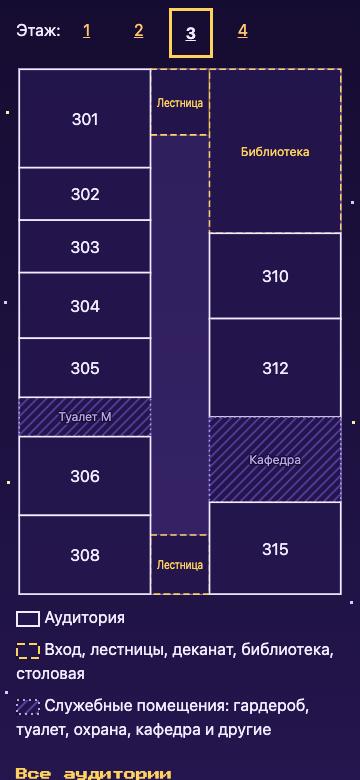 Этаж: 1 2 3 4
Лестница
301
Библиотека
302
303
310
304
305
312
Туалет М
Кафедра
306
315
308
Лестница
Аудитория
Вход, лестницы, деканат, библиотека,
столовая
Служебные помещения: гардероб,
туалет, охрана, кафедра и другие
Все аудитории